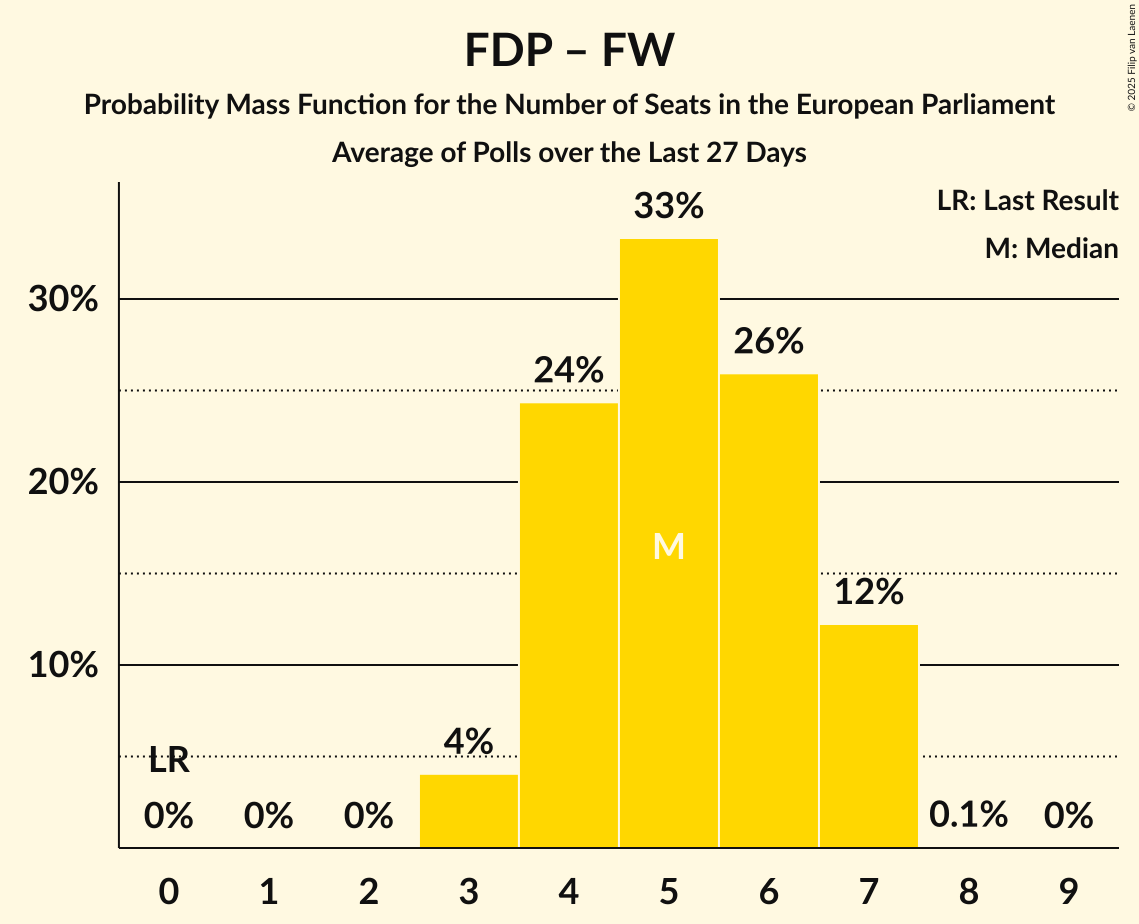 FDP – FW
Probability Mass Function for the Number of Seats in the European Parliament
Average of Polls over the Last 27 Days
© 2025 Filip van Laenen
LR: Last Result
M: Median
33%
30%
26%
24%
20%
M
12%
10%
4%
LR
0% 0% 0% 0.1% 0%
0 1 2 3 4 5 6 7 8 9